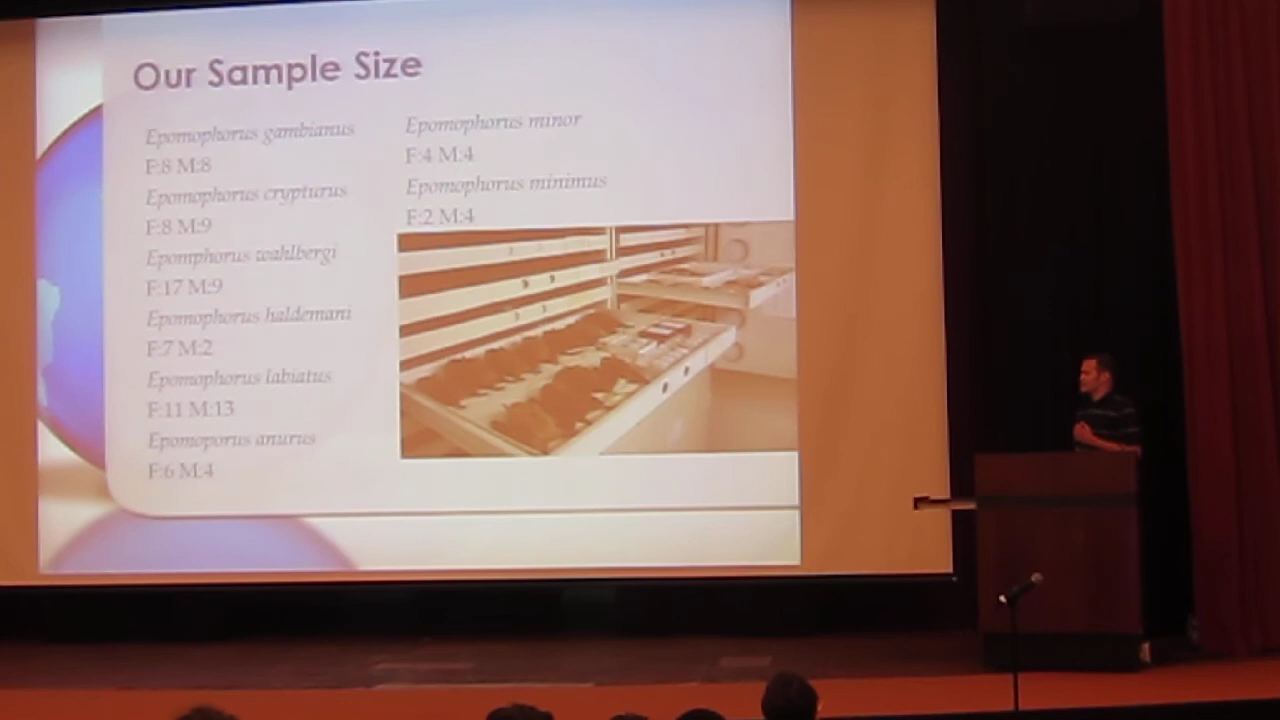 Our Sample Size
Epomophorus gambianus
F:8 M:8
Epomophorus crypturus
F:8 M:9
Epomphorus wahlbergi
F:17 M:9
Epomophorus haldemani
F:7 M:2
Epomophorus labiatus
F:11 M:13
Epomoporus anurus
F:6 M:4
Epomophorus minor
F:4 M:4
Epomophorus minimus
F:2 M:4